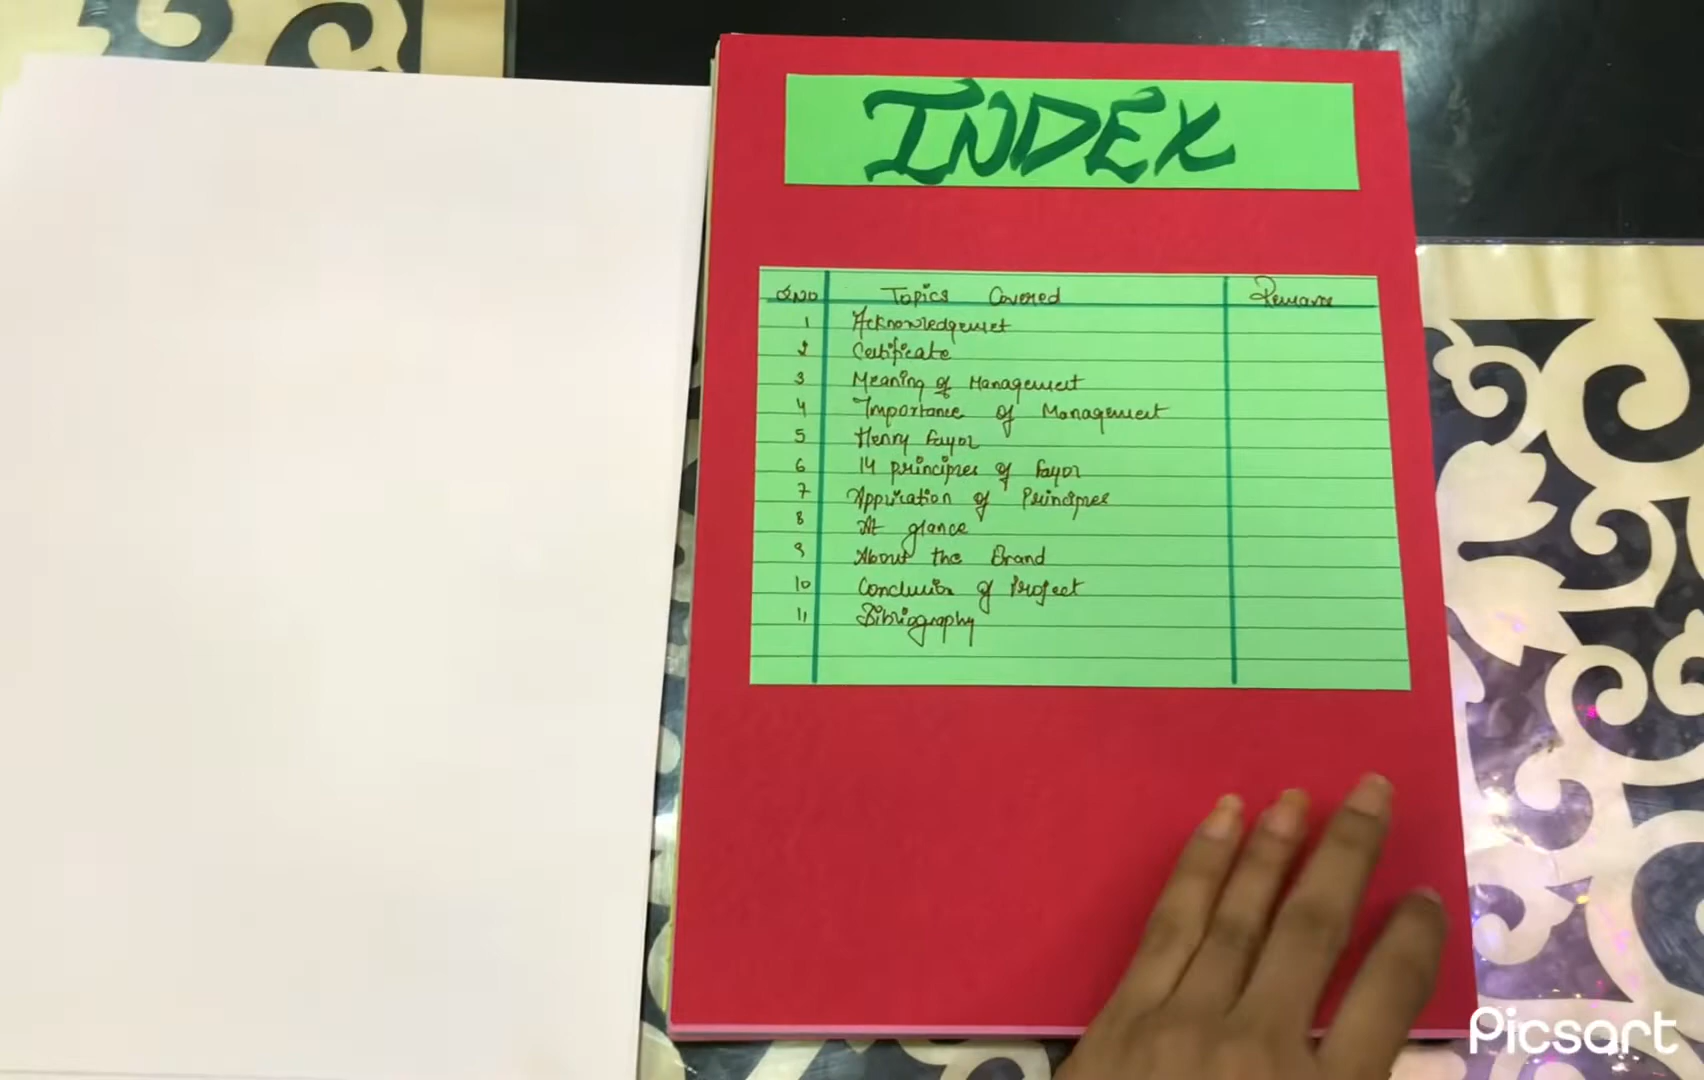 INDEX
S.NO Topics Covered Remarks
1 Acknowledgemet
2 Certificate
3 Meaning of Management
4 Importance of Management
5 Henry Fayol
6 14 principles of Fayol
7 Application of Principles
8 At glance
9 About the Brand
10 Conclusion of Project
11 Bibliography
Picsart